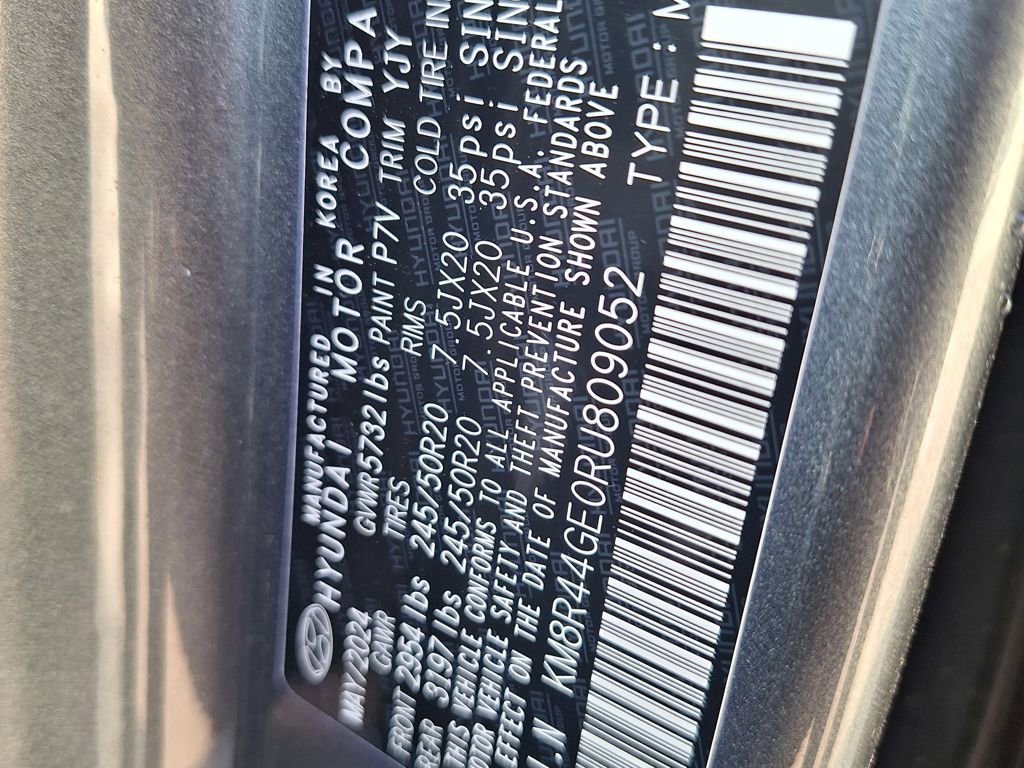 MANUFACTURED IN KOREA BY
HYUNDAI MOTOR COMPA
MAY/202 GVWR 5732lbs PAINT P7V TRIM YJY
GAWR TIRES RIMS COLD TIRE IN
FRONT 2954lbs 245/50R20 7.5JX20 35psi SIN
REAR 3197lbs 245/50R20 7.5JX20 35psi SIN
THIS VEHICLE CONFORMS TO ALL APPLICABLE U.S.A. FEDERAL
MOTOR VEHICLE SAFETY AND THEFT PREVENTION STANDARDS
EFFECT ON THE DATE OF MANUFACTURE SHOWN ABOVE
I.N KM8R44GE0RU809052 TYPE: M